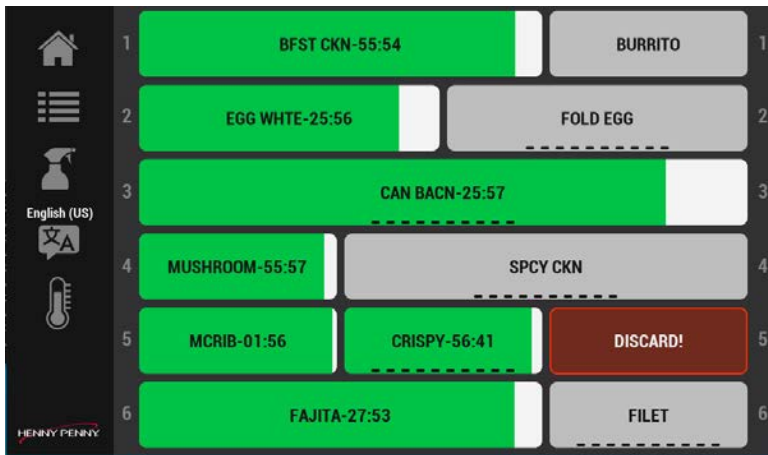 1 BFST CKN-55:54 BURRITO 1
2 EGG WHTE-25:56 FOLD EGG 2
3 CAN BACN-25:57 3
English (US)
文A
4 MUSHROOM-55:57 SPCY CKN 4
5 MCRIB-01:56 CRISPY-56:41 DISCARD! 5
6 FAJITA-27:53 FILET 6
HENNY PENNY